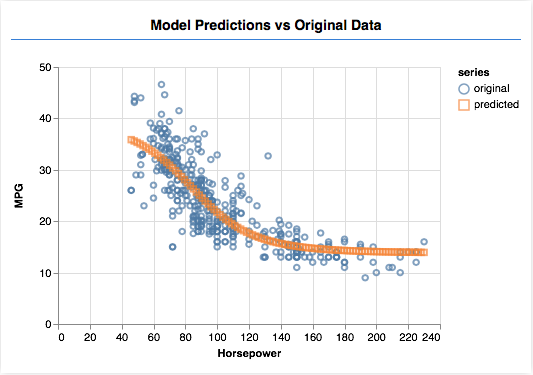 Model Predictions vs Original Data
series
original
predicted
MPG
50
40
30
20
10
0
0 20 40 60 80 100 120 140 160 180 200 220 240
Horsepower